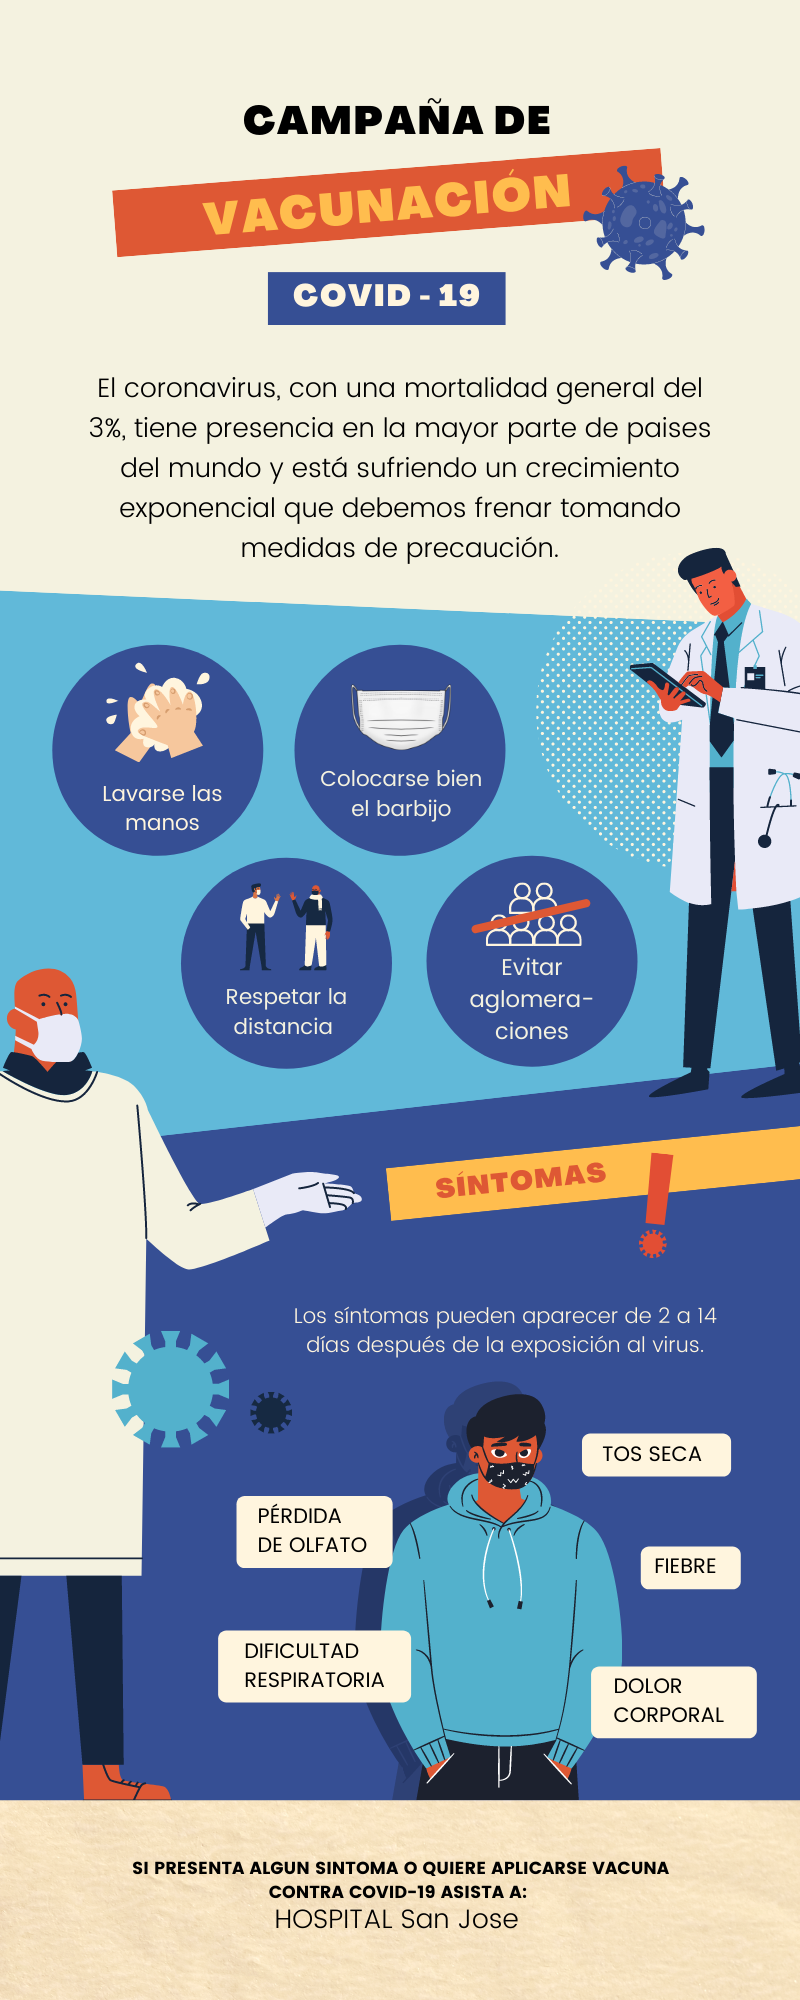 CAMPAÑA DE
VACUNACIÓN
COVID - 19
El coronavirus, con una mortalidad general del
3%, tiene presencia en la mayor parte de paises
del mundo y está sufriendo un crecimiento
exponencial que debemos frenar tomando
medidas de precaución.
Lavarse las
manos
Colocarse bien
el barbijo
Respetar la
distancia
Evitar
aglomera-
ciones
SÍNTOMAS
Los síntomas pueden aparecer de 2 a 14
días después de la exposición al virus.
TOS SECA
PÉRDIDA
DE OLFATO
FIEBRE
DIFICULTAD
RESPIRATORIA
DOLOR
CORPORAL
SI PRESENTA ALGUN SINTOMA O QUIERE APLICARSE VACUNA
CONTRA COVID-19 ASISTA A:
HOSPITAL San Jose